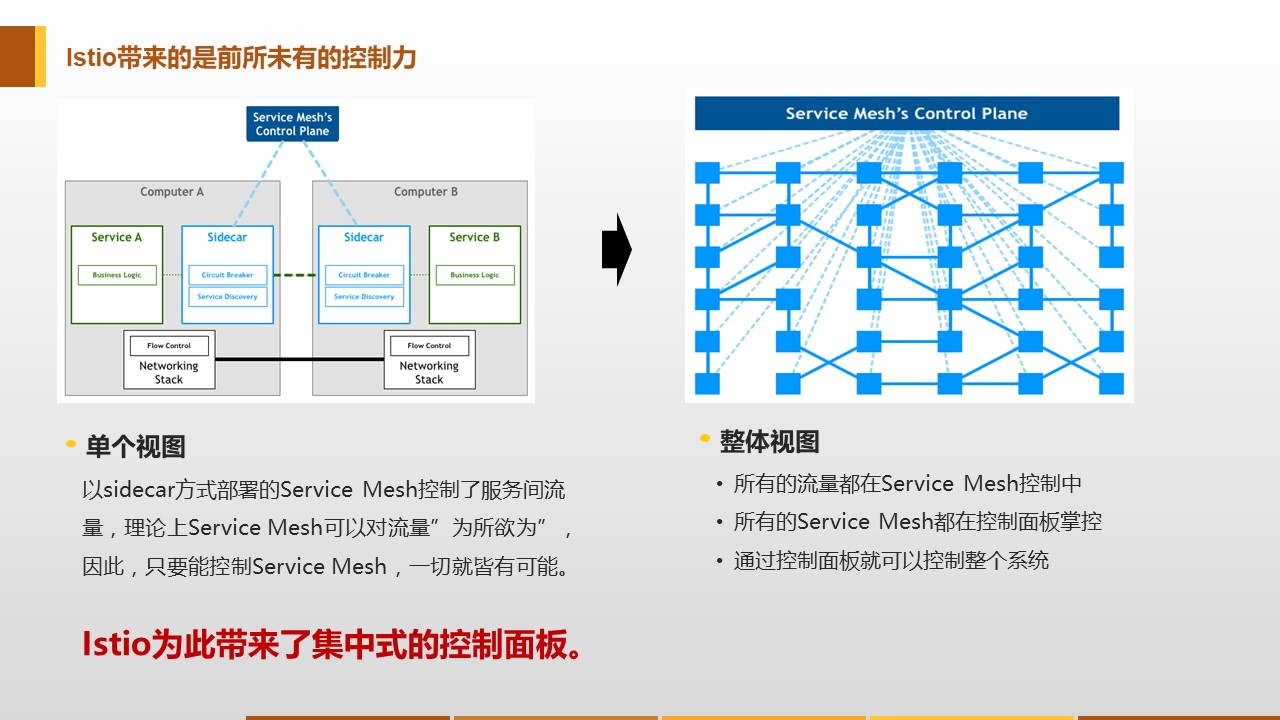 Istio带来的是前所未有的控制力
Service Mesh's
Control Plane
Computer A
Computer B
Service A
Sidecar
Sidecar
Service B
Business Logic
Circuit Breaker
Circuit Breaker
Business Logic
Service Discovery
Service Discovery
Flow Control
Flow Control
Networking
Stack
Networking
Stack
Service Mesh's Control Plane
单个视图
以sidecar方式部署的Service Mesh控制了服务间流
量，理论上Service Mesh可以对流量”为所欲为”，
因此，只要能控制Service Mesh，一切就皆有可能。
整体视图
• 所有的流量都在Service Mesh控制中
• 所有的Service Mesh都在控制面板掌控
• 通过控制面板就可以控制整个系统
Istio为此带来了集中式的控制面板。